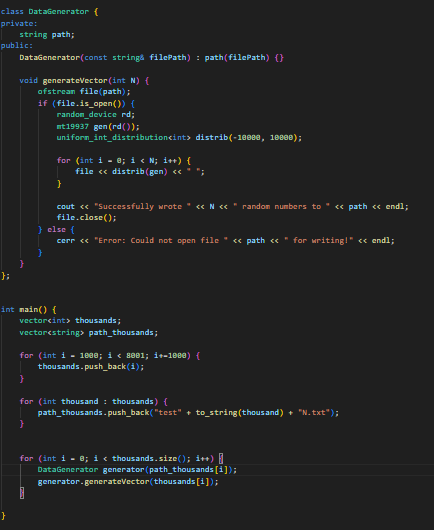 class DataGenerator {
private:
    string path;
public:
    DataGenerator(const string& filePath) : path(filePath) {}

    void generateVector(int N) {
        ofstream file(path);
        if (file.is_open()) {
            random_device rd;
            mt19937 gen(rd());
            uniform_int_distribution<int> distrib(-10000, 10000);

            for (int i = 0; i < N; i++) {
                file << distrib(gen) << " ";
            }

            cout << "Successfully wrote " << N << " random numbers to " << path << endl;
            file.close();
        } else {
            cerr << "Error: Could not open file " << path << " for writing!" << endl;
        }
    }
};


int main() {
    vector<int> thousands;
    vector<string> path_thousands;

    for (int i = 1000; i < 8001; i+=1000) {
        thousands.push_back(i);
    }

    for (int thousand : thousands) {
        path_thousands.push_back("test" + to_string(thousand) + "N.txt");
    }


    for (int i = 0; i < thousands.size(); i++) {
        DataGenerator generator(path_thousands[i]);
        generator.generateVector(thousands[i]);
    }

}